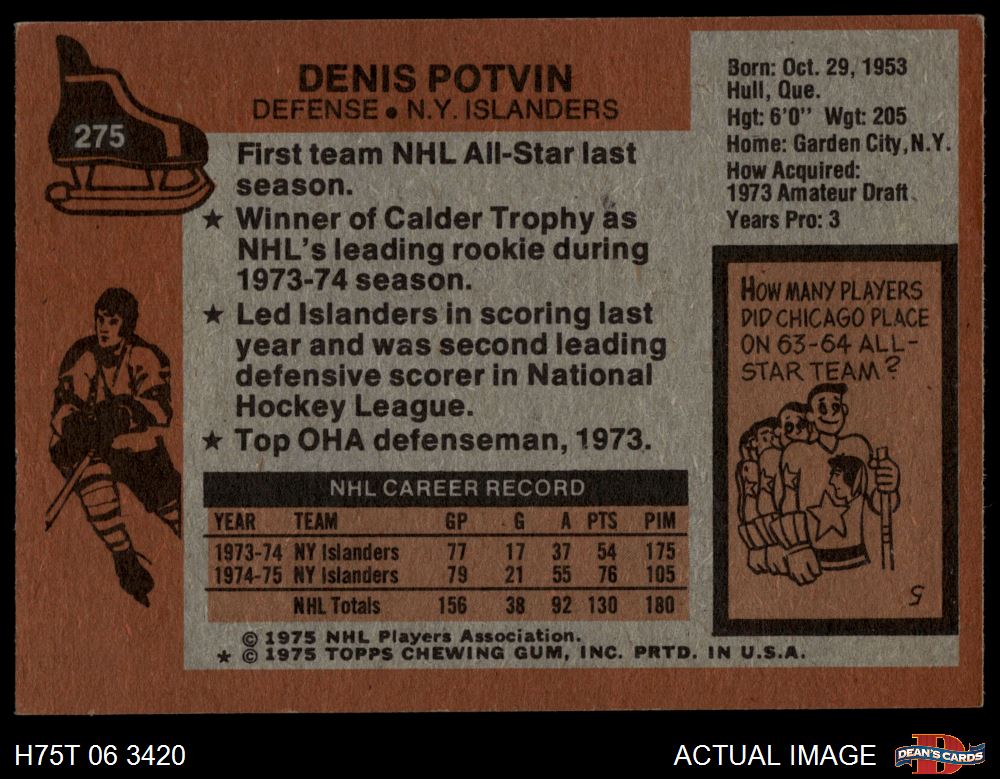 275
DENIS POTVIN
DEFENSE • N.Y. ISLANDERS
First team NHL All-Star last
season.
★ Winner of Calder Trophy as
NHL's leading rookie during
1973-74 season.
★ Led Islanders in scoring last
year and was second leading
defensive scorer in National
Hockey League.
★ Top OHA defenseman, 1973.
Born: Oct. 29, 1953
Hull, Que.
Hgt: 6'0" Wgt: 205
Home: Garden City, N.Y.
How Acquired:
1973 Amateur Draft
Years Pro: 3
HOW MANY PLAYERS
DID CHICAGO PLACE
ON 63-64 ALL-
STAR TEAM?
5
NHL CAREER RECORD
YEAR TEAM GP G A PTS PIM
1973-74 NY Islanders 77 17 37 54 175
1974-75 NY Islanders 79 21 55 76 105
NHL Totals 156 38 92 130 180
© 1975 NHL Players Association.
★ © 1975 TOPPS CHEWING GUM, INC. PRTD. IN U.S.A.
H75T 06 3420
ACTUAL IMAGE
D
DEAN'S CARDS